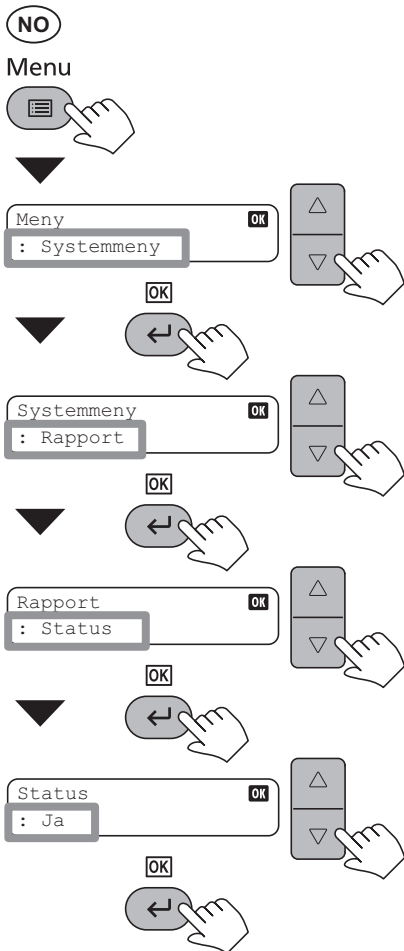 NO
Menu
Meny OK
: Systemmeny
OK
Systemmeny OK
: Rapport
OK
Rapport OK
: Status
OK
Status OK
: Ja
OK